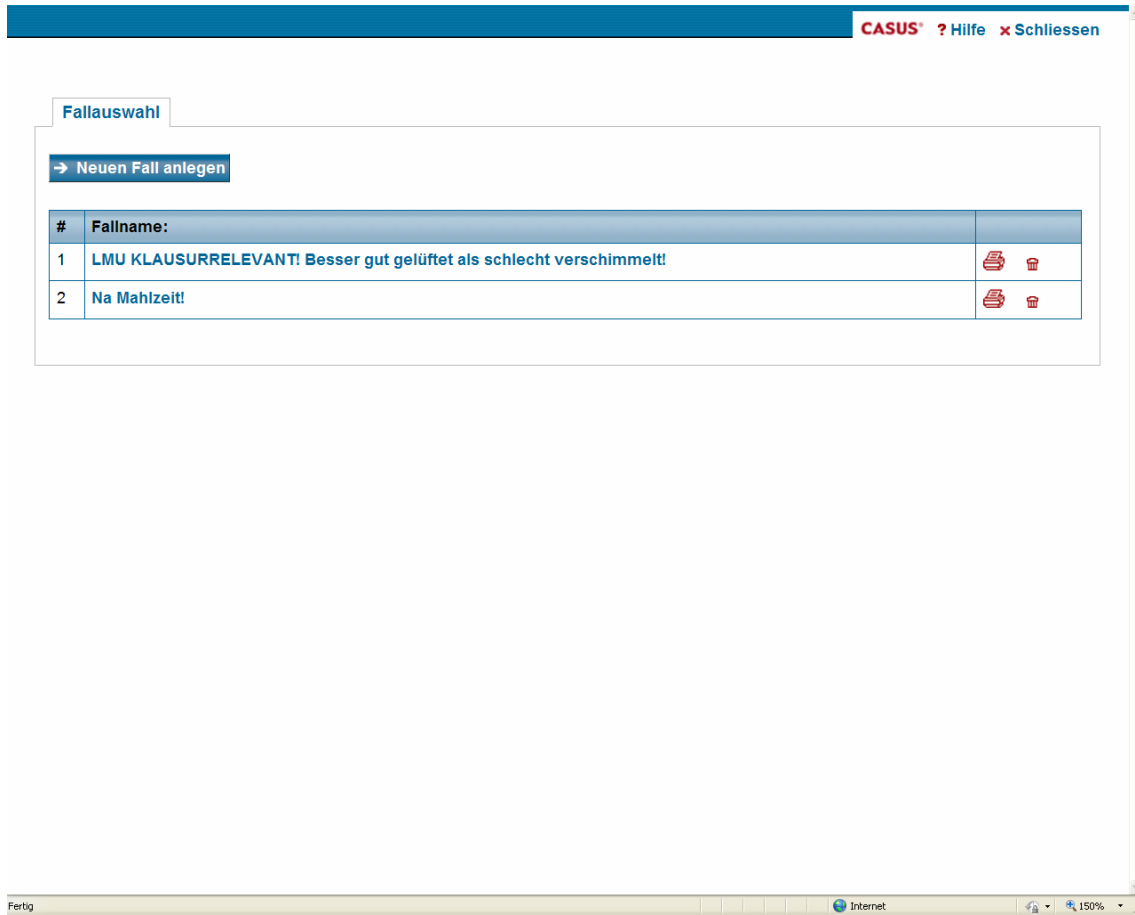 CASUS® ? Hilfe x Schliessen
Fallauswahl
→ Neuen Fall anlegen
# Fallname:
1 LMU KLAUSURRELEVANT! Besser gut gelüftet als schlecht verschimmelt!
2 Na Mahlzeit!
Fertig Internet 150%